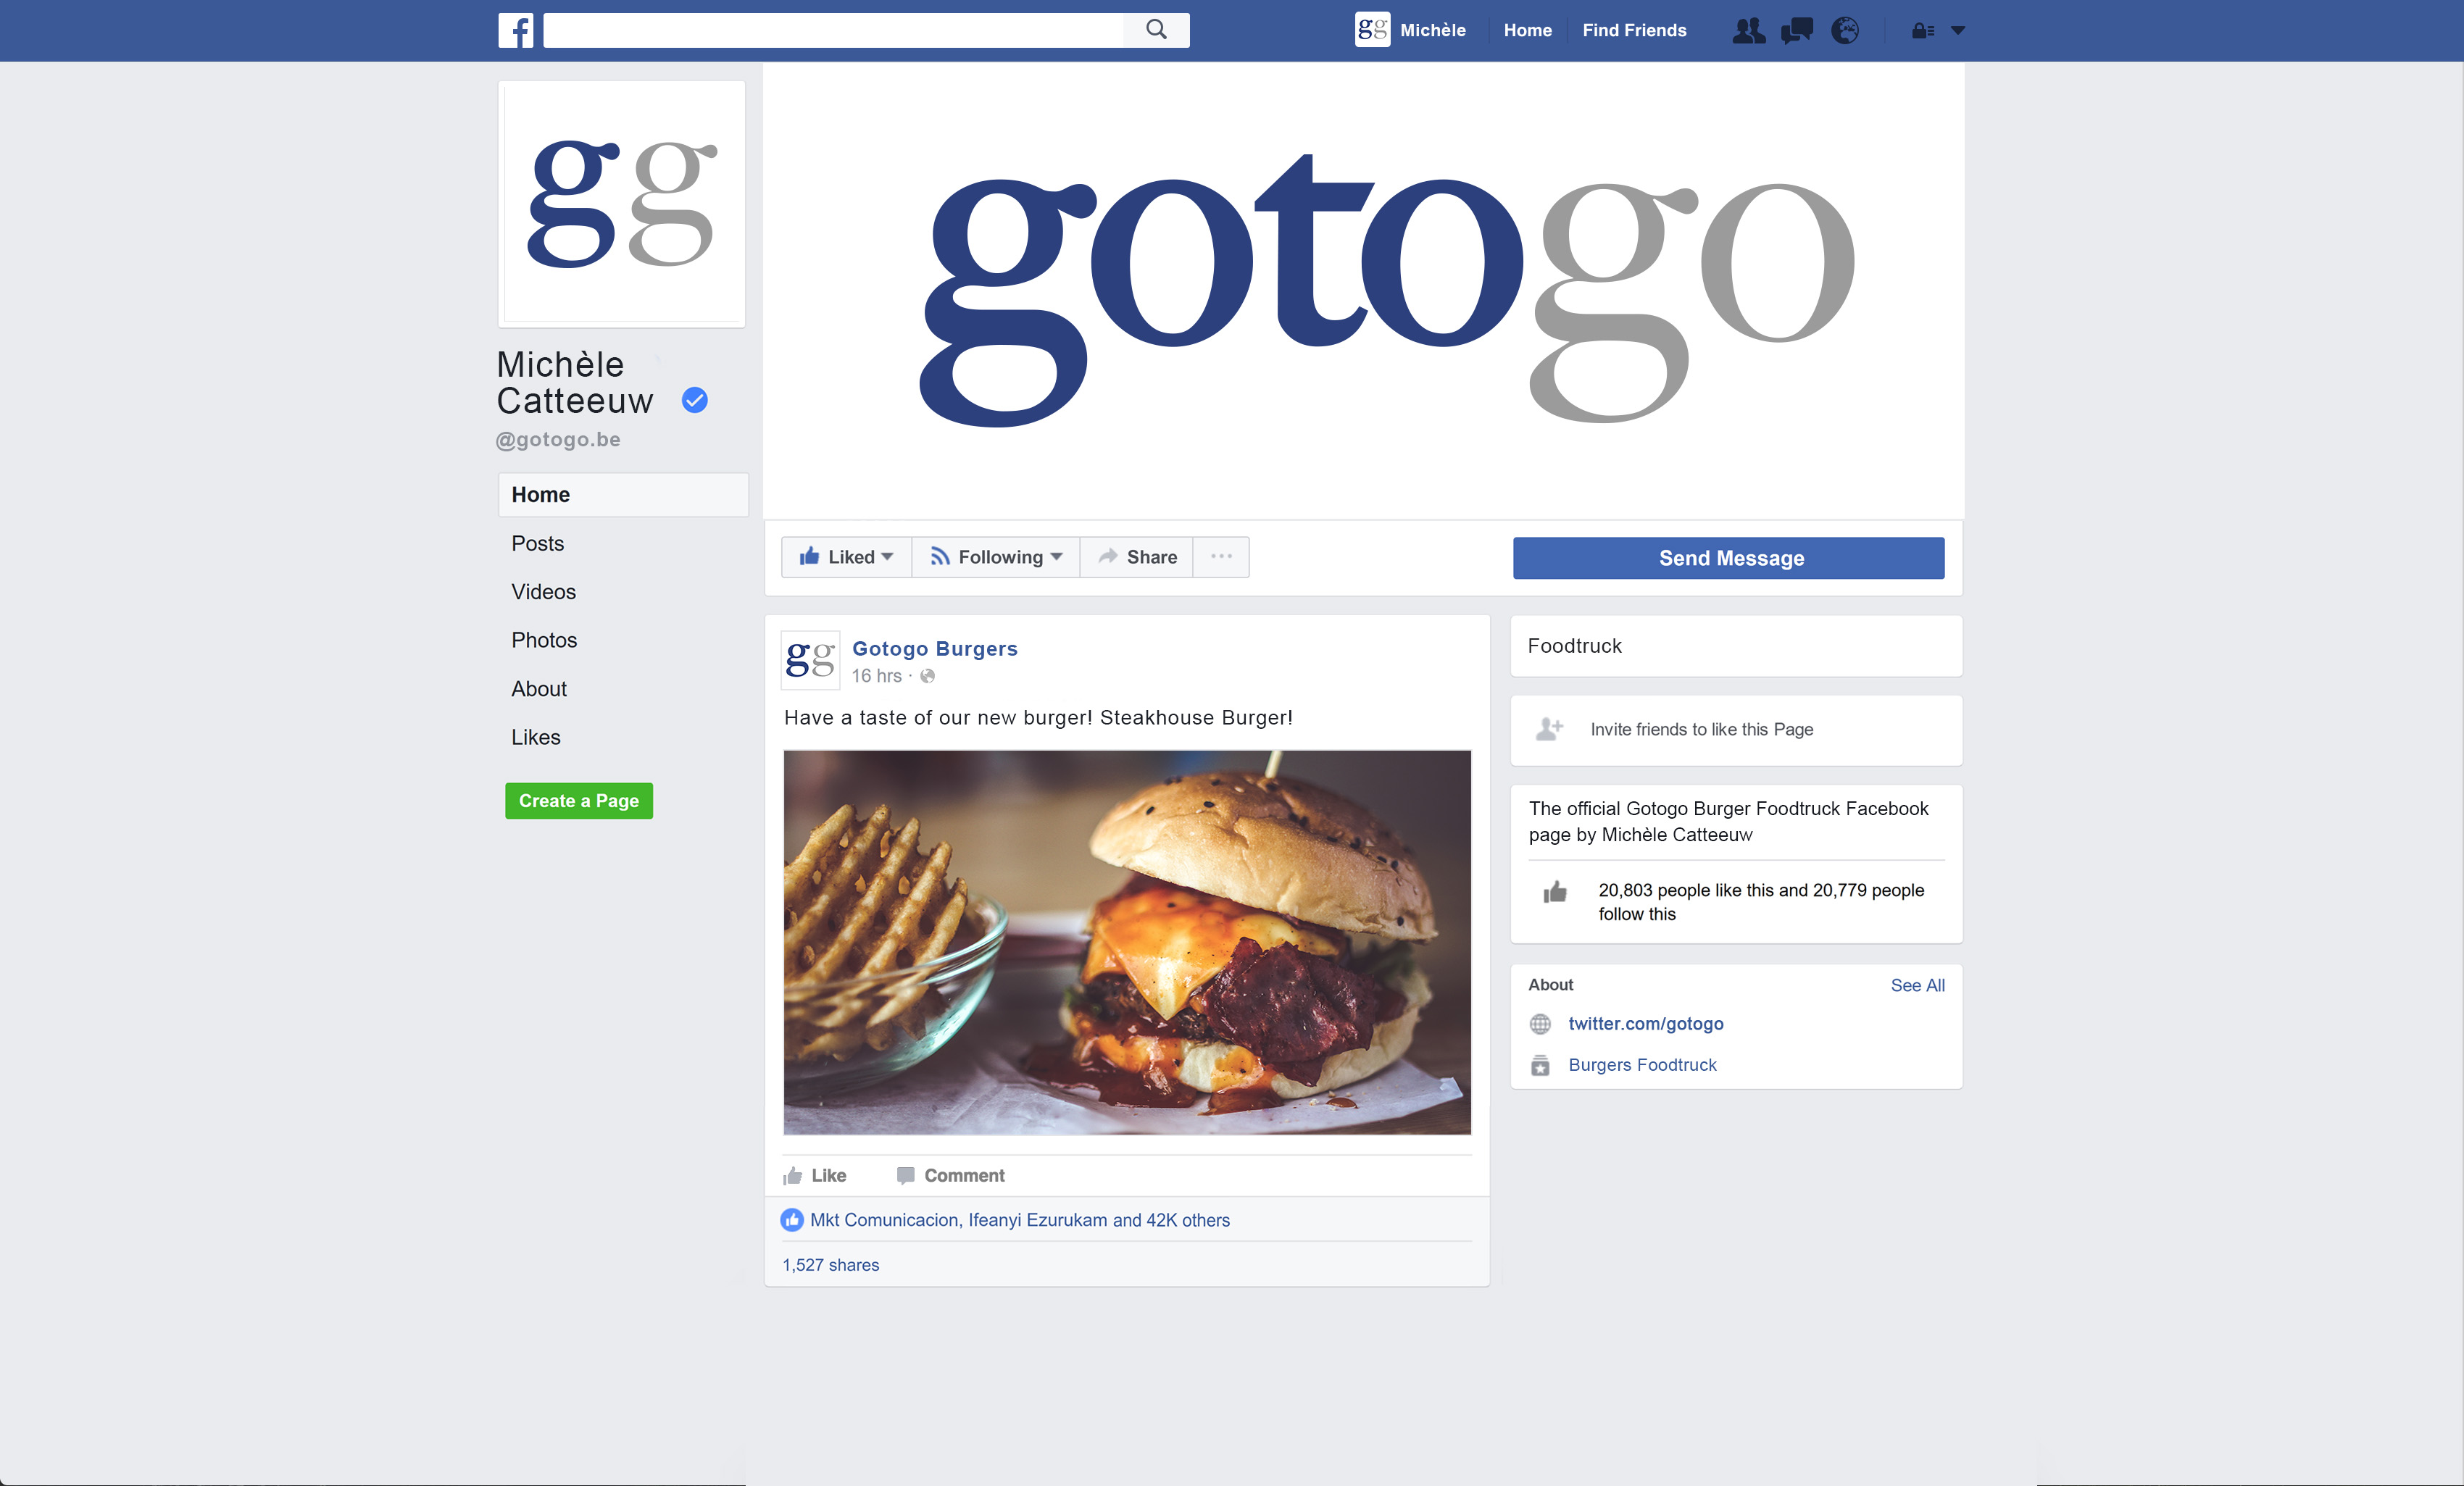 gg Michèle Home Find Friends
gg
gotogo
Michèle
Catteeuw
@gotogo.be
Home
Posts
Videos
Photos
About
Likes
Create a Page
Liked Following Share
Send Message
gg
Gotogo Burgers
16 hrs ·
Have a taste of our new burger! Steakhouse Burger!
Like Comment
Mkt Comunicacion, Ifeanyi Ezurukam and 42K others
1,527 shares
Foodtruck
Invite friends to like this Page
The official Gotogo Burger Foodtruck Facebook
page by Michèle Catteeuw
20,803 people like this and 20,779 people
follow this
About See All
twitter.com/gotogo
Burgers Foodtruck